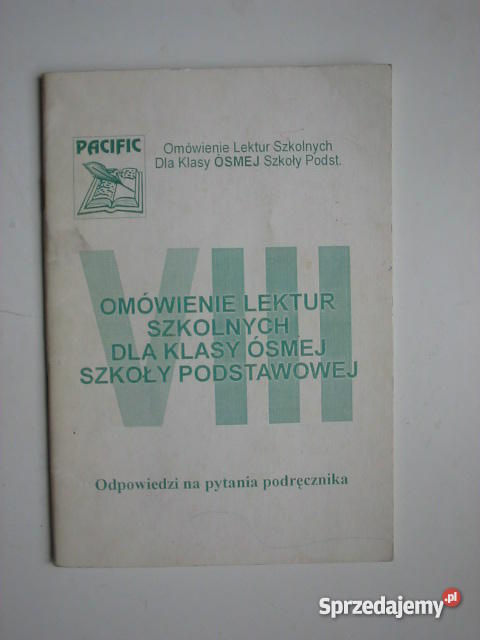 PACIFIC
Omówienie Lektur Szkolnych
Dla Klasy ÓSMEJ Szkoły Podst.
VIII
OMÓWIENIE LEKTUR
SZKOLNYCH
DLA KLASY ÓSMEJ
SZKOŁY PODSTAWOWEJ
Odpowiedzi na pytania podręcznika
Sprzedajemy.pl